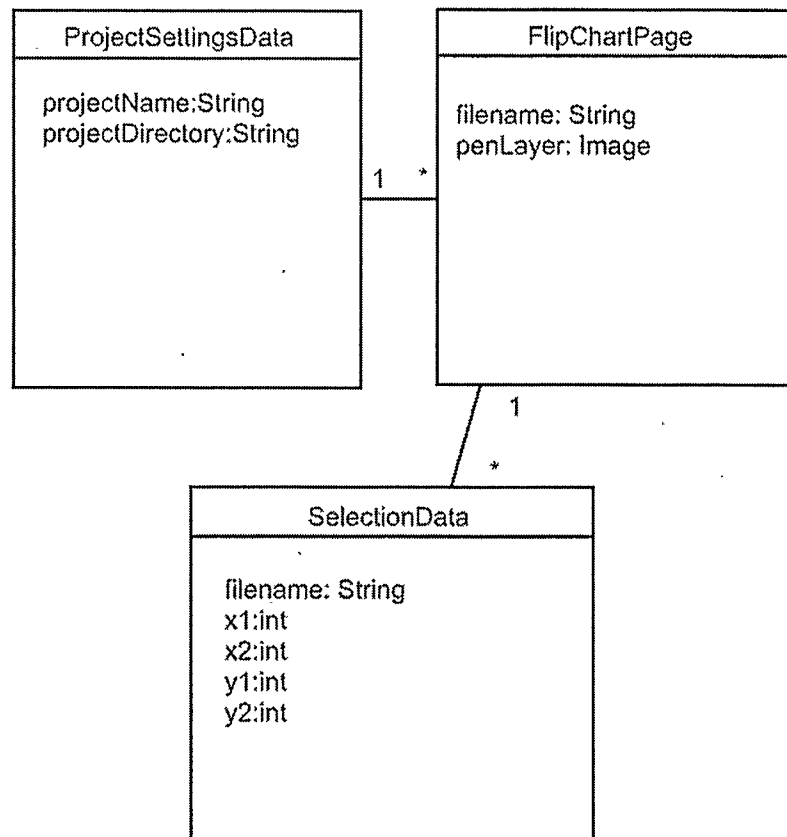 ProjectSettingsData
projectName:String
projectDirectory:String
1 *
FlipChartPage
filename: String
penLayer: Image
1
*
SelectionData
filename: String
x1:int
x2:int
y1:int
y2:int